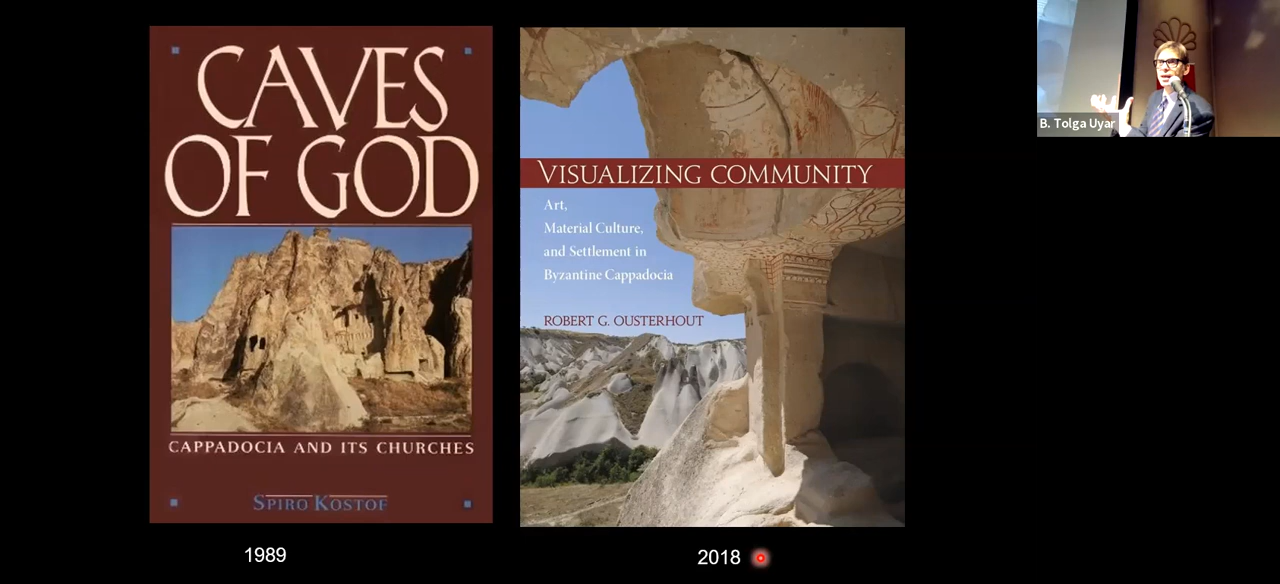 CAVES
OF GOD
CAPPADOCIA AND ITS CHURCHES
SPIRO KOSTOF
1989
VISUALIZING COMMUNITY
Art,
Material Culture,
and Settlement in
Byzantine Cappadocia
ROBERT G. OUSTERHOUT
2018
B. Tolga Uyar